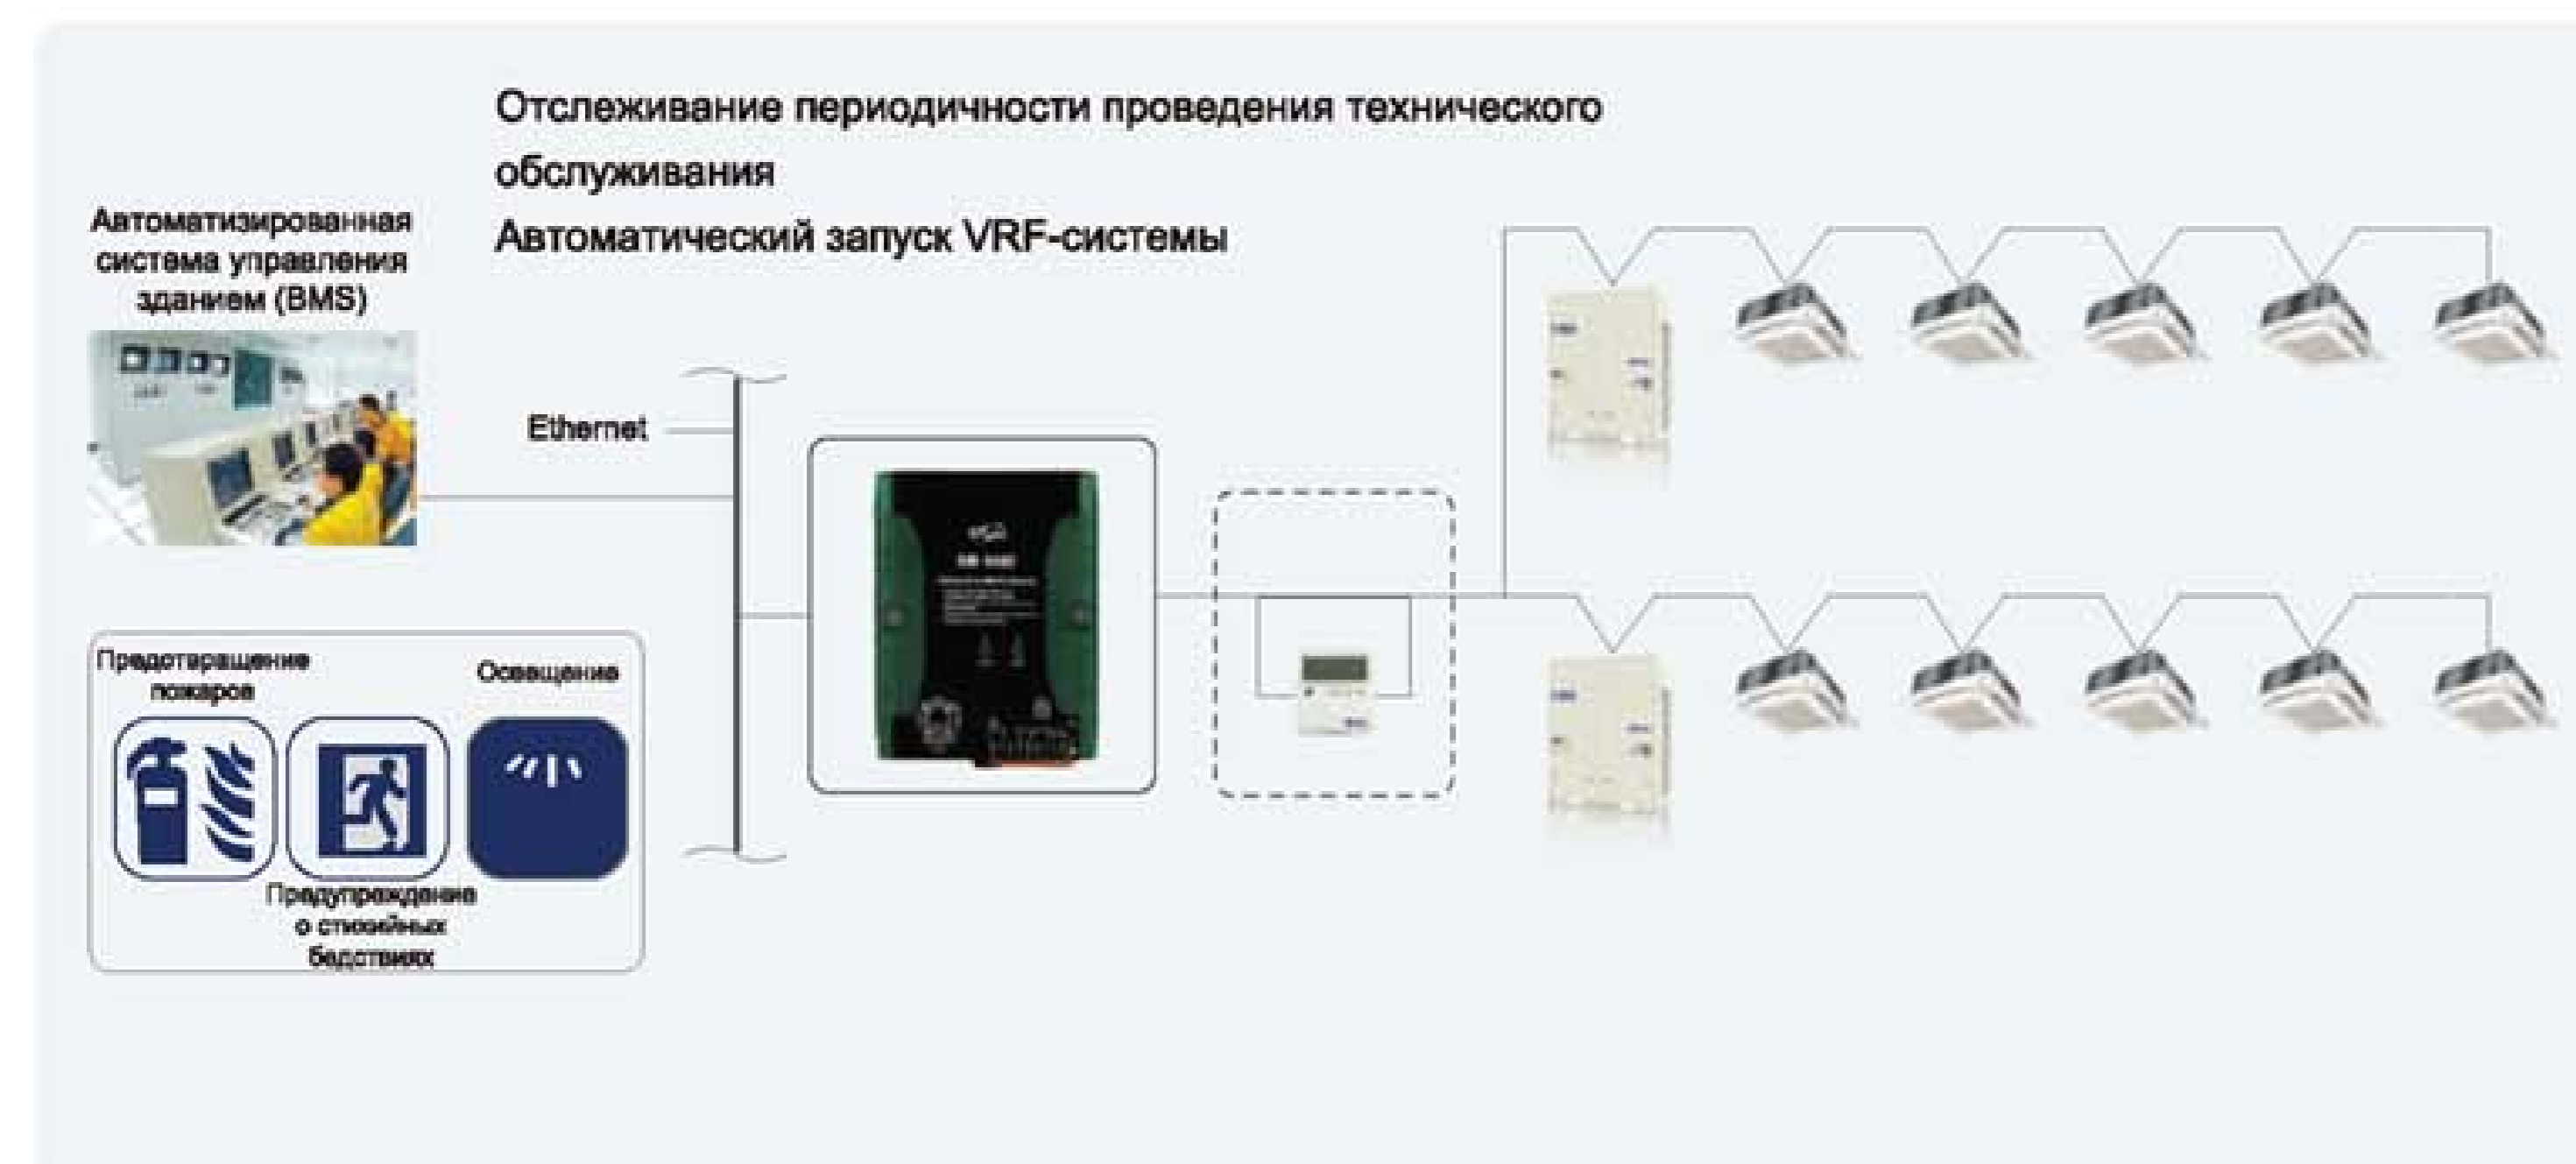 Отслеживание периодичности проведения технического
обслуживания
Автоматический запуск VRF-системы
Автоматизированная
система управления
зданием (BMS)
Ethernet
Предотвращение
пожаров
Освещение
Предупреждение
о стихийных
бедствиях